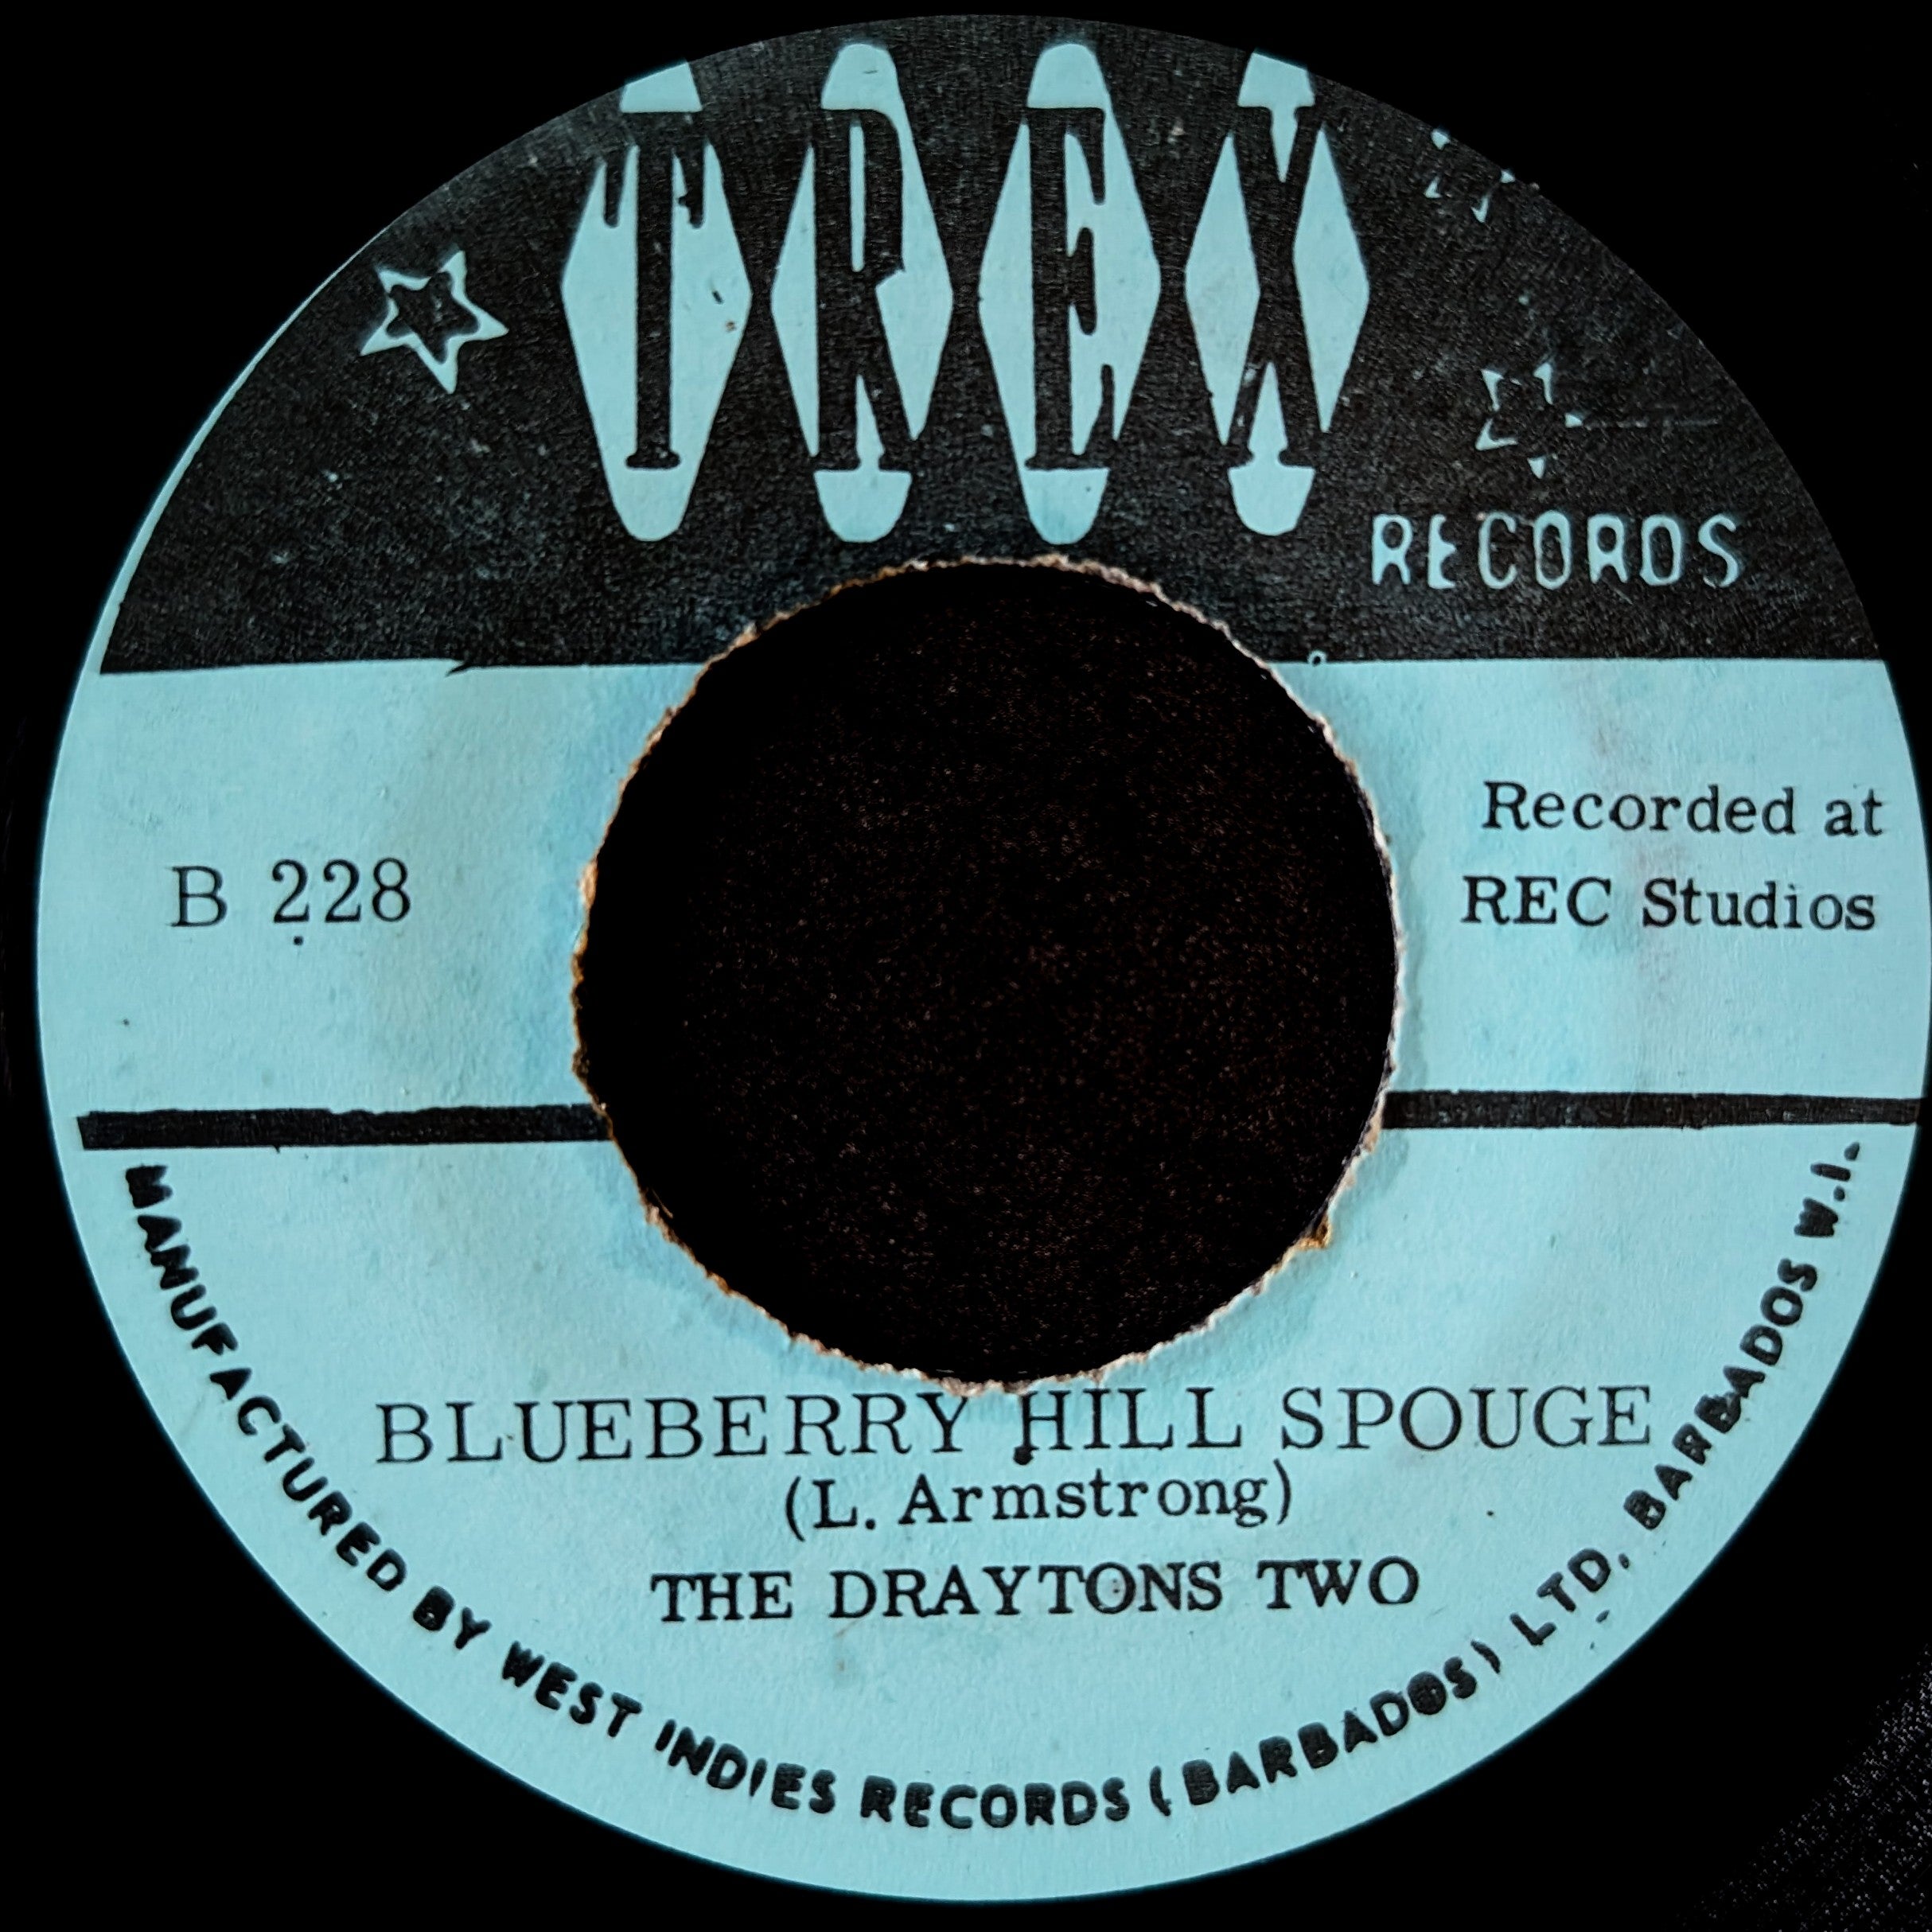 TREX
RECORDS
B 228
Recorded at
REC Studios
BLUEBERRY HILL SPOUGE
(L. Armstrong)
THE DRAYTONS TWO
MANUFACTURED BY WEST INDIES RECORDS (BARBADOS) LTD. BARBADOS W.I.